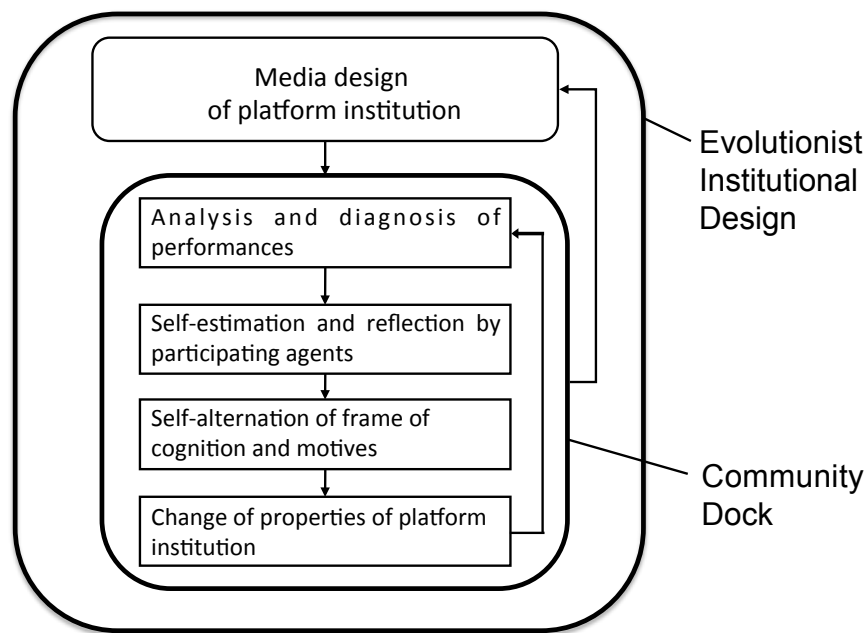 Media design
of platform institution
Analysis and diagnosis of
performances
Self-estimation and reflection by
participating agents
Self-alternation of frame of
cognition and motives
Change of properties of platform
institution
Evolutionist
Institutional
Design
Community
Dock